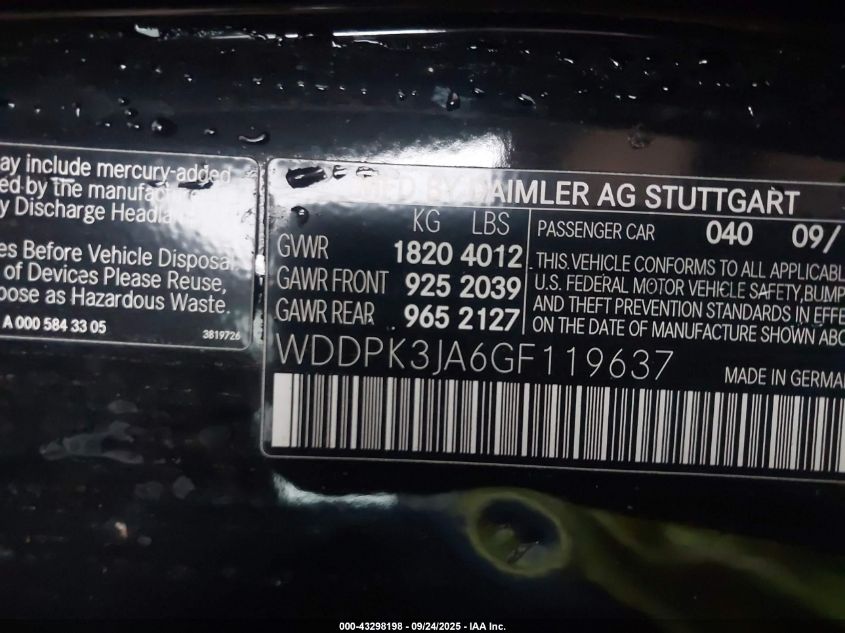 ay include mercury-added
ed by the manufac
y Discharge Headla
es Before Vehicle Disposa
of Devices Please Reuse,
pose as Hazardous Waste.
A 000 584 33 05
3819726
BY DAIMLER AG STUTTGART
KG LBS
GVWR 1820 4012
GAWR FRONT 925 2039
GAWR REAR 965 2127
PASSENGER CAR 040 09/
THIS VEHICLE CONFORMS TO ALL APPLICABL
U.S. FEDERAL MOTOR VEHICLE SAFETY, BUMP
AND THEFT PREVENTION STANDARDS IN EFFE
ON THE DATE OF MANUFACTURE SHOWN ABO
WDDPK3JA6GF119637
MADE IN GERMA
000-43298198 - 09/24/2025 - IAA Inc.